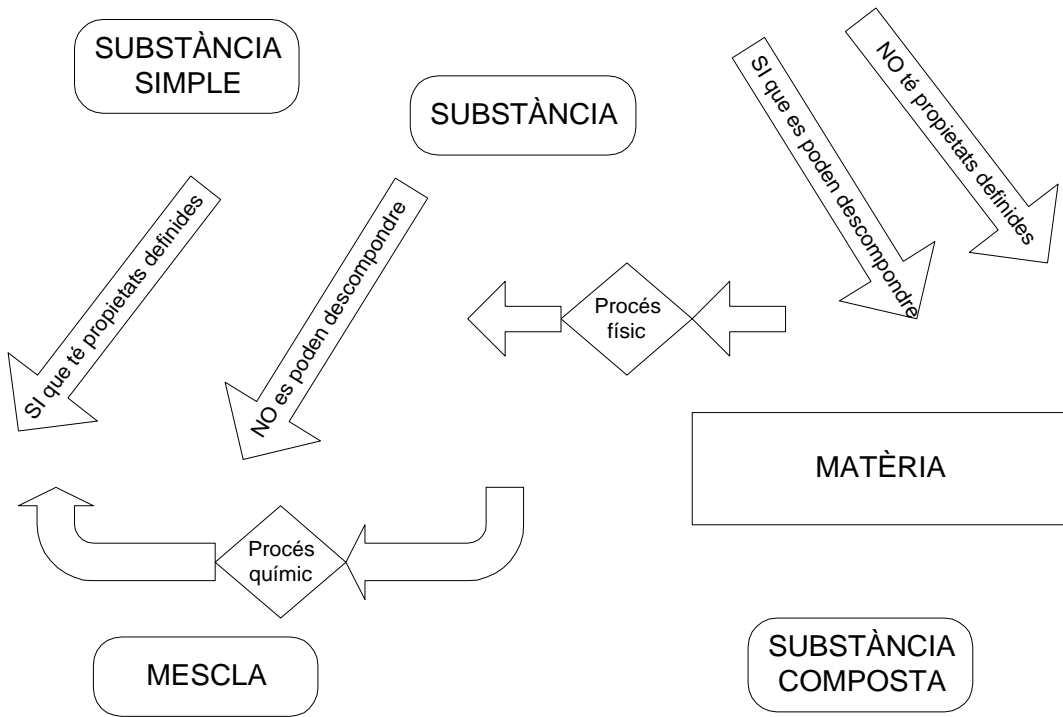 SUBSTÀNCIA
SIMPLE
SUBSTÀNCIA
SI que es poden descompondre
NO té propietats definides
SI que té propietats definides
NO es poden descompondre
Procés
físic
MATÈRIA
Procés
químic
MESCLA
SUBSTÀNCIA
COMPOSTA